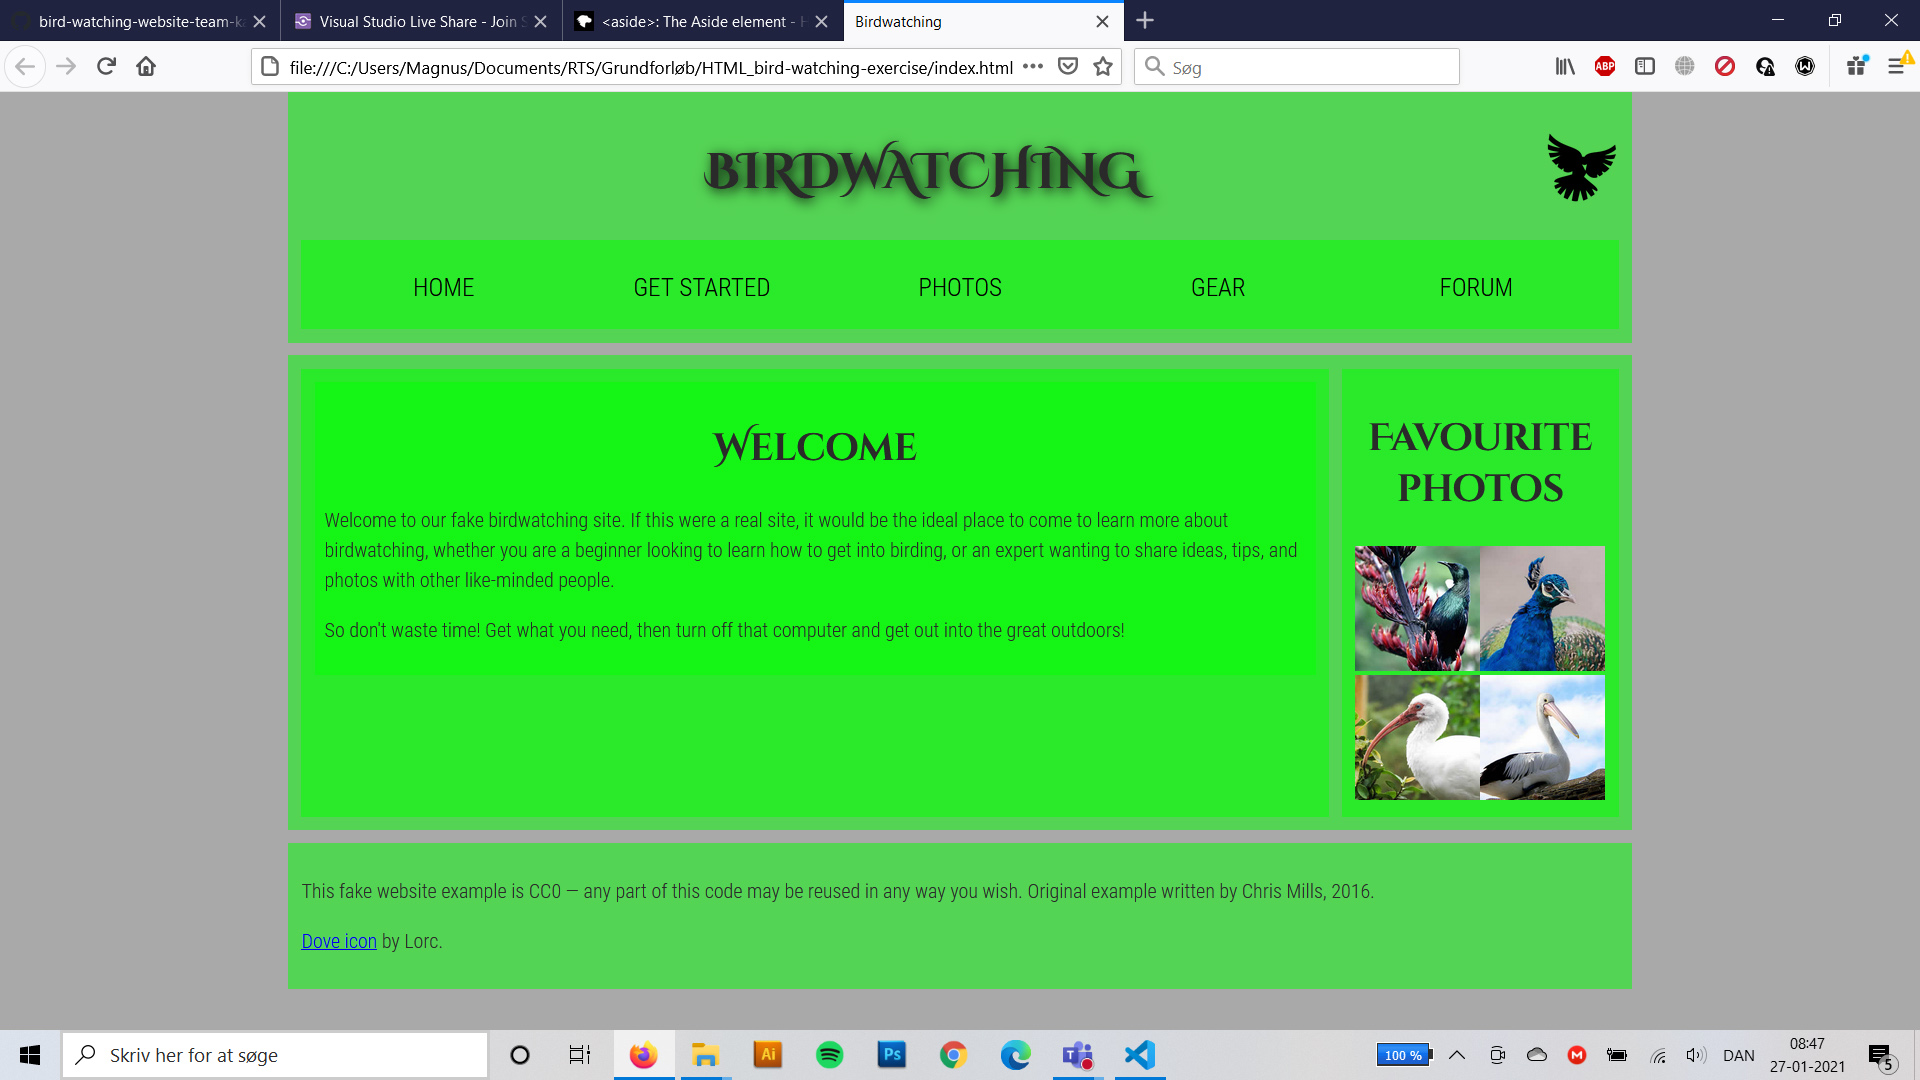 bird-watching-website-team-ka
Visual Studio Live Share - Join S
<aside>: The Aside element - H
Birdwatching
file:///C:/Users/Magnus/Documents/RTS/Grundforløb/HTML_bird-watching-exercise/index.html
Søg
ABP
BIRDWATCHING
HOME GET STARTED PHOTOS GEAR FORUM
Welcome
Welcome to our fake birdwatching site. If this were a real site, it would be the ideal place to come to learn more about
birdwatching, whether you are a beginner looking to learn how to get into birding, or an expert wanting to share ideas, tips, and
photos with other like-minded people.
So don't waste time! Get what you need, then turn off that computer and get out into the great outdoors!
Favourite
photos
This fake website example is CC0 — any part of this code may be reused in any way you wish. Original example written by Chris Mills, 2016.
Dove icon by Lorc.
Skriv her for at søge
Ai
Ps
T
100 %
M
DAN
08:47
27-01-2021
5